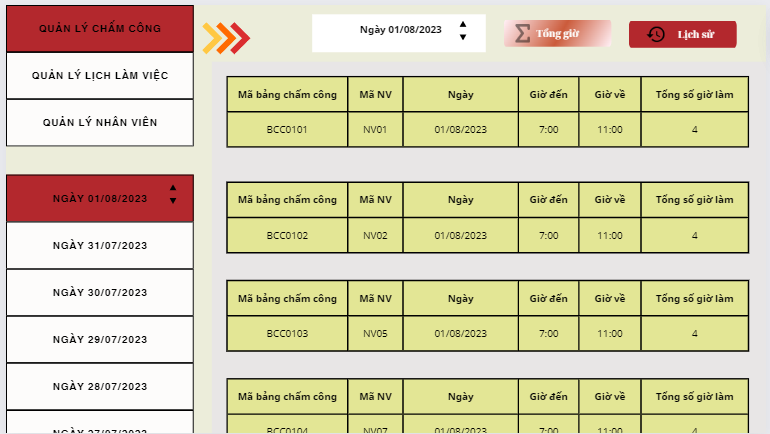 QUẢN LÝ CHẤM CÔNG
QUẢN LÝ LỊCH LÀM VIỆC
QUẢN LÝ NHÂN VIÊN
NGÀY 01/08/2023
NGÀY 31/07/2023
NGÀY 30/07/2023
NGÀY 29/07/2023
NGÀY 28/07/2023
NGÀY 27/07/2023
Ngày 01/08/2023 Tổng giờ Lịch sử
Mã bảng chấm công Mã NV Ngày Giờ đến Giờ về Tổng số giờ làm
BCC0101 NV01 01/08/2023 7:00 11:00 4
Mã bảng chấm công Mã NV Ngày Giờ đến Giờ về Tổng số giờ làm
BCC0102 NV02 01/08/2023 7:00 11:00 4
Mã bảng chấm công Mã NV Ngày Giờ đến Giờ về Tổng số giờ làm
BCC0103 NV05 01/08/2023 7:00 11:00 4
Mã bảng chấm công Mã NV Ngày Giờ đến Giờ về Tổng số giờ làm
BCC0104 NV07 01/08/2023 7:00 11:00 4